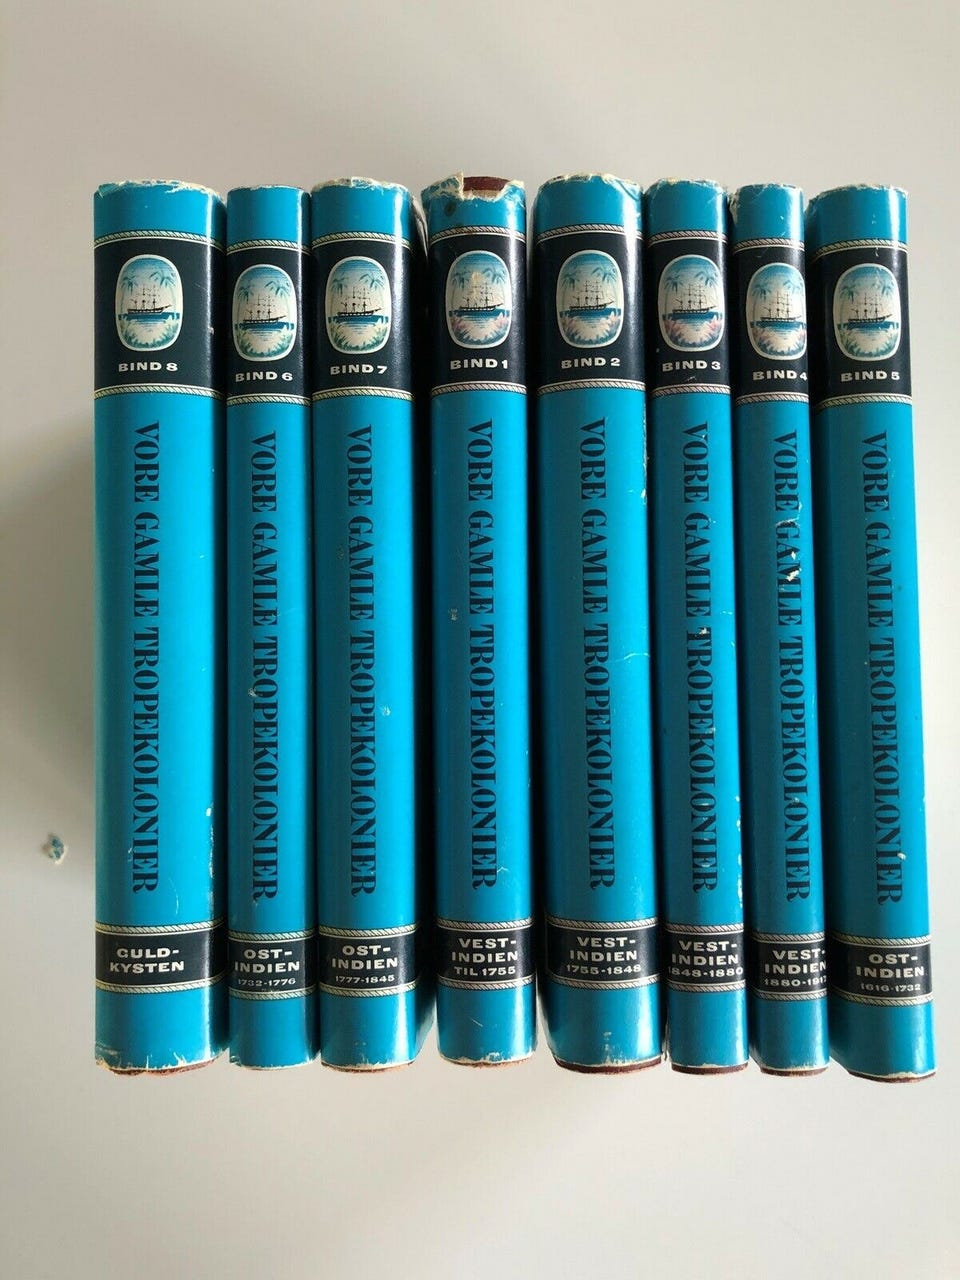 BIND 8
VORE GAMLE TROPEKOLONIER
GULD-
KYSTEN
BIND 6
VORE GAMLE TROPEKOLONIER
OST-
INDIEN
1732-1776
BIND 7
VORE GAMLE TROPEKOLONIER
OST-
INDIEN
1777-1845
BIND 1
VORE GAMLE TROPEKOLONIER
VEST-
INDIEN
TIL 1755
BIND 2
VORE GAMLE TROPEKOLONIER
VEST-
INDIEN
1755-1848
BIND 3
VORE GAMLE TROPEKOLONIER
VEST-
INDIEN
1848-1880
BIND 4
VORE GAMLE TROPEKOLONIER
VEST-
INDIEN
1880-1917
BIND 5
VORE GAMLE TROPEKOLONIER
OST-
INDIEN
1616-1732